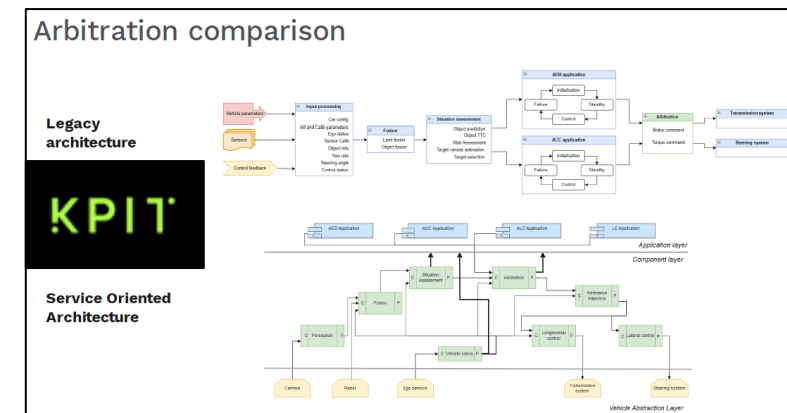 Arbitration comparison
Legacy
architecture
KPIT
Service Oriented
Architecture
Vehicle parameters
Sensors
Control feedback
Input processing
Car config
Init and Calib parameters
Ego status
Sensor Calib
Object info
Yaw rate
Steering angle
Control status
Fusion
Lane fusion
Object fusion
Situation assessment
Object prediction
Object TTC
Risk Assessment
Target vehicle estimation
Target selection
AEB application
Initialization
Failure
Standby
Control
ACC application
Initialization
Failure
Standby
Control
Arbitration
Brake command
Torque command
Transmission system
Steering system
AEB Application
ACC Application
ALC Application
LC Application
Application layer
Component layer
C Situation Assessment P
C Arbitration P
C Fusion P
C Reference trajectory P
C Perception P
C Longitudinal control P
C Lateral control P
C Vehicle status P
Camera
Radar
Ego sensors
Transmission system
Steering system
Vehicle Abstraction Layer